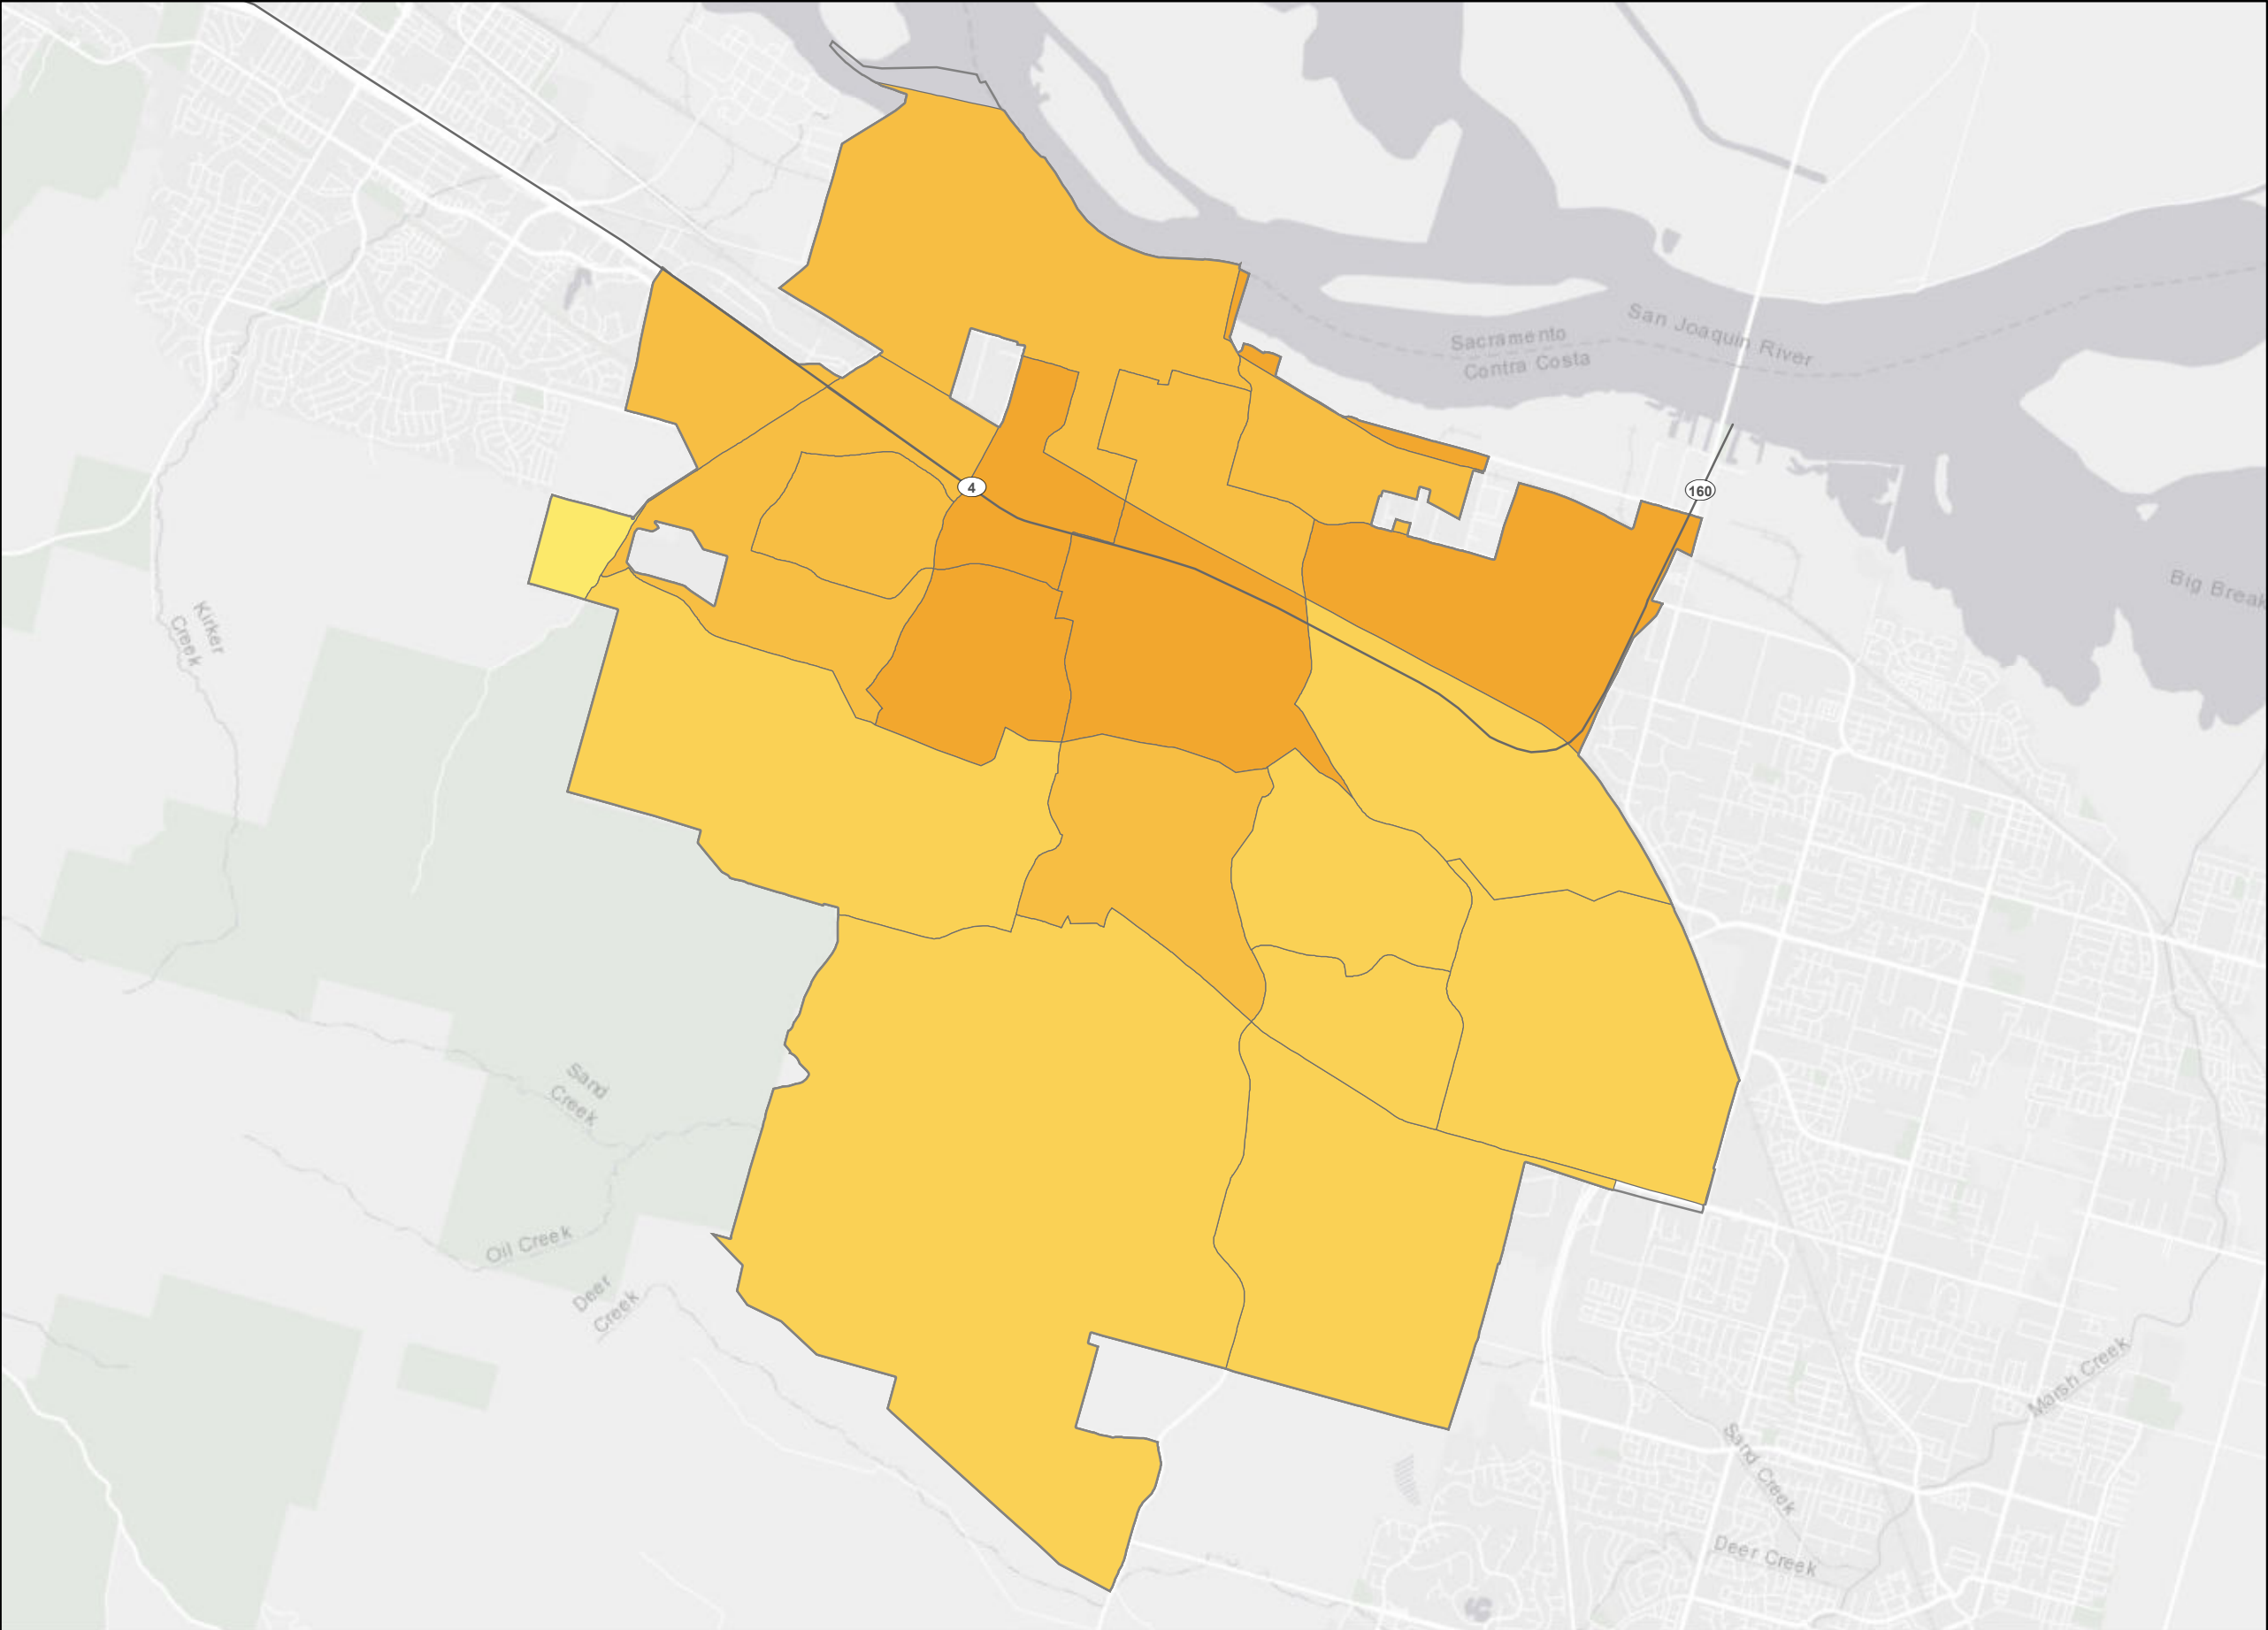 San Joaquin River
Sacramento
Contra Costa
4
160
Big Break
Kirker
Creek
Sand
Creek
Oil Creek
Deer
Creek
Marsh Creek
Sand Creek
Deer Creek